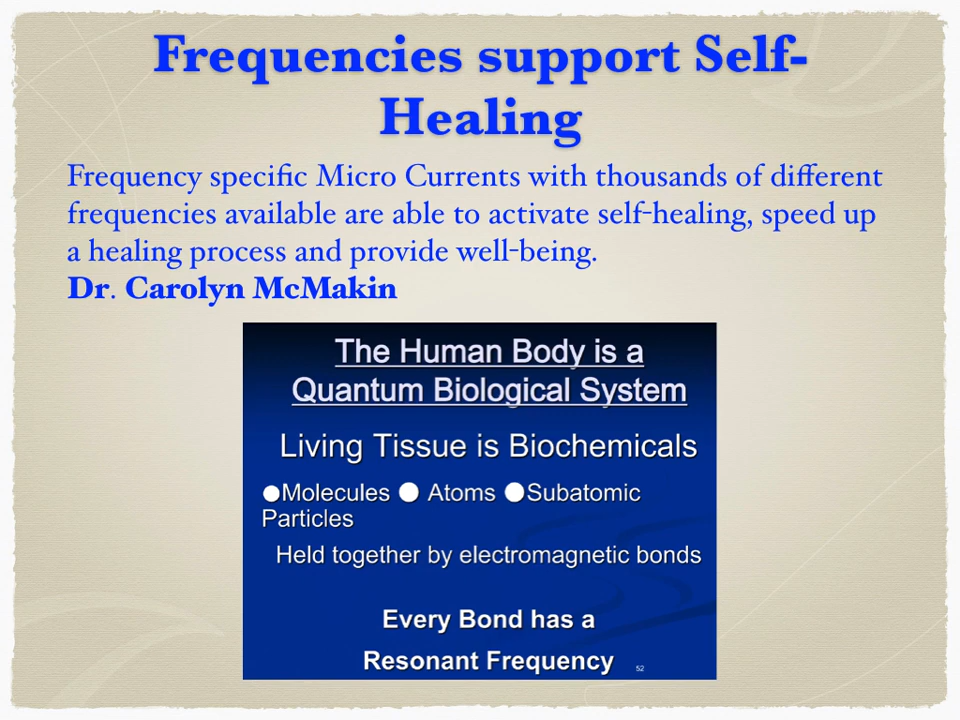 Frequencies support Self-
Healing
Frequency specific Micro Currents with thousands of different
frequencies available are able to activate self-healing, speed up
a healing process and provide well-being.
Dr. Carolyn McMakin
The Human Body is a
Quantum Biological System
Living Tissue is Biochemicals
●Molecules ● Atoms ●Subatomic
Particles
Held together by electromagnetic bonds
Every Bond has a
Resonant Frequency
52